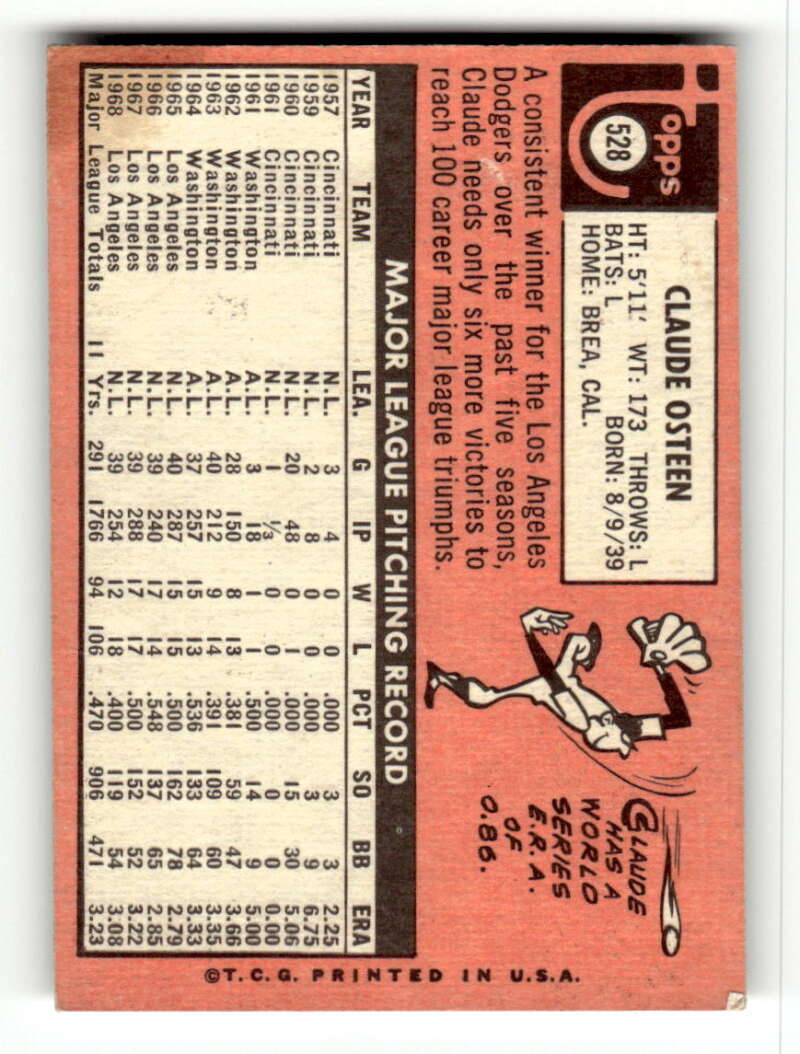 Topps
528
CLAUDE OSTEEN
HT: 5'11' WT: 173 THROWS: L
BATS: L BORN: 8/9/39
HOME: BREA, CAL.
A consistent winner for the Los Angeles
Dodgers over the past five seasons,
Claude needs only six more victories to
reach 100 career major league triumphs.
CLAUDE
HAS A
WORLD
SERIES
E.R.A.
OF
0.86.
MAJOR LEAGUE PITCHING RECORD
YEAR TEAM LEA. G IP W L PCT SO BB ERA
1957 Cincinnati N.L. 3 4 0 0 .000 3 3 2.25
1959 Cincinnati N.L. 2 8 0 0 .000 3 9 6.75
1960 Cincinnati N.L. 20 48 0 1 .000 15 30 5.06
1961 Cincinnati N.L. 1 1/3 0 0 .000 0 0 0.00
1961 Washington A.L. 3 18 1 1 .500 14 9 5.00
1962 Washington A.L. 28 150 8 13 .381 59 47 3.66
1963 Washington A.L. 40 212 9 14 .391 109 60 3.35
1964 Washington A.L. 37 257 15 13 .536 133 64 3.33
1965 Los Angeles N.L. 40 287 15 15 .500 162 78 2.79
1966 Los Angeles N.L. 39 240 17 14 .548 137 65 2.85
1967 Los Angeles N.L. 39 288 17 17 .500 152 52 3.22
1968 Los Angeles N.L. 39 254 12 18 .400 119 54 3.08
Major League Totals 11 Yrs. 291 1766 94 106 .470 906 471 3.23
©T.C.G. PRINTED IN U.S.A.